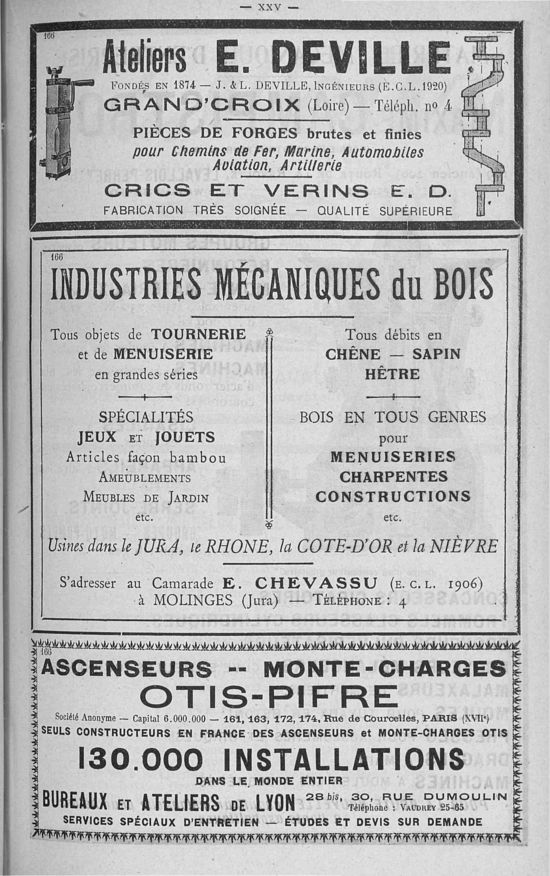 — XXV —
166
Ateliers E. DEVILLE
FONDÉS EN 1874 — J. & L. DEVILLE, INGÉNIEURS (E.C.L. 1920)
GRAND'CROIX (Loire) — Téléph. no 4
PIÈCES DE FORGES brutes et finies
pour Chemins de Fer, Marine, Automobiles
Aviation, Artillerie
CRICS ET VERINS E. D.
FABRICATION TRÈS SOIGNÉE — QUALITÉ SUPÉRIEURE
166
INDUSTRIES MÉCANIQUES du BOIS
Tous objets de TOURNERIE
et de MENUISERIE
en grandes séries
SPÉCIALITÉS
JEUX ET JOUETS
Articles façon bambou
AMEUBLEMENTS
MEUBLES DE JARDIN
etc.
Tous débits en
CHÊNE — SAPIN
HÊTRE
BOIS EN TOUS GENRES
pour
MENUISERIES
CHARPENTES
CONSTRUCTIONS
etc.
Usines dans le JURA, le RHONE, la COTE-D'OR et la NIÈVRE
S'adresser au Camarade E. CHEVASSU (E. C. L. 1906)
à MOLINGES (Jura) — TÉLÉPHONE : 4
166
ASCENSEURS -- MONTE-CHARGES
OTIS-PIFRE
Société Anonyme — Capital 6.000.000 — 161, 163, 172, 174, Rue de Courcelles, PARIS (XVIIe)
SEULS CONSTRUCTEURS EN FRANCE DES ASCENSEURS et MONTE-CHARGES OTIS
130.000 INSTALLATIONS
DANS LE MONDE ENTIER
BUREAUX ET ATELIERS DE LYON 28 bis, 30, RUE DUMOULIN
Téléphone : VAUDREY 25-65
SERVICES SPÉCIAUX D'ENTRETIEN — ÉTUDES ET DEVIS SUR DEMANDE